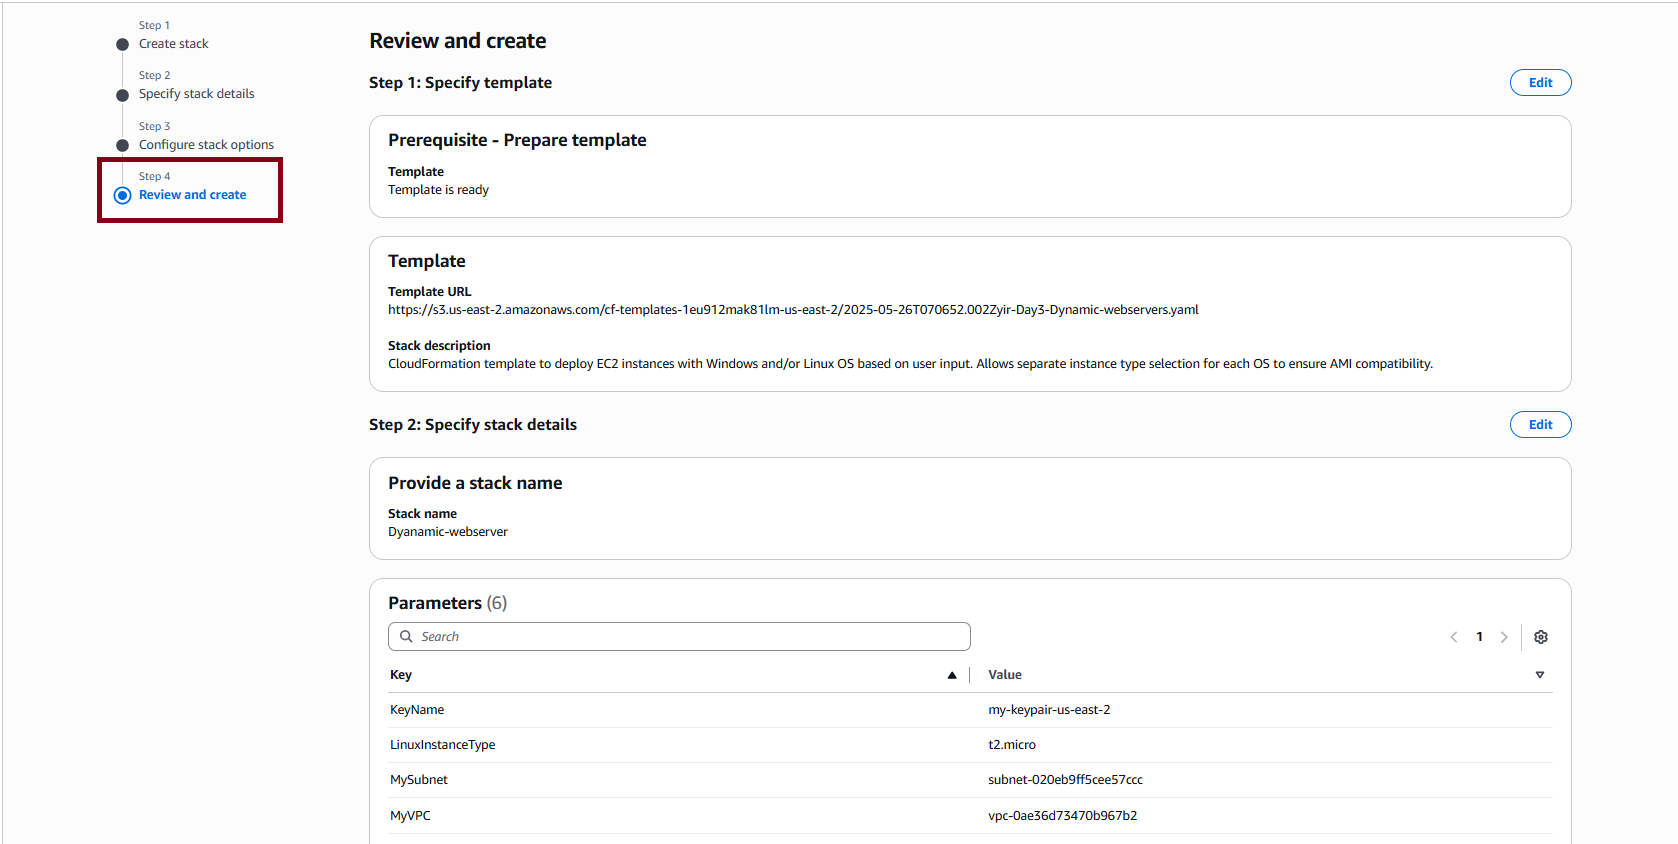 Step 1
Create stack
Step 2
Specify stack details
Step 3
Configure stack options
Step 4
Review and create
Review and create
Step 1: Specify template
Edit
Prerequisite - Prepare template
Template
Template is ready
Template
Template URL
https://s3.us-east-2.amazonaws.com/cf-templates-1eu912mak81lm-us-east-2/2025-05-26T070652.002Zyir-Day3-Dynamic-webservers.yaml
Stack description
CloudFormation template to deploy EC2 instances with Windows and/or Linux OS based on user input. Allows separate instance type selection for each OS to ensure AMI compatibility.
Step 2: Specify stack details
Edit
Provide a stack name
Stack name
Dyanamic-webserver
Parameters (6)
Search
1
Key
Value
KeyName
my-keypair-us-east-2
LinuxInstanceType
t2.micro
MySubnet
subnet-020eb9ff5cee57ccc
MyVPC
vpc-0ae36d73470b967b2